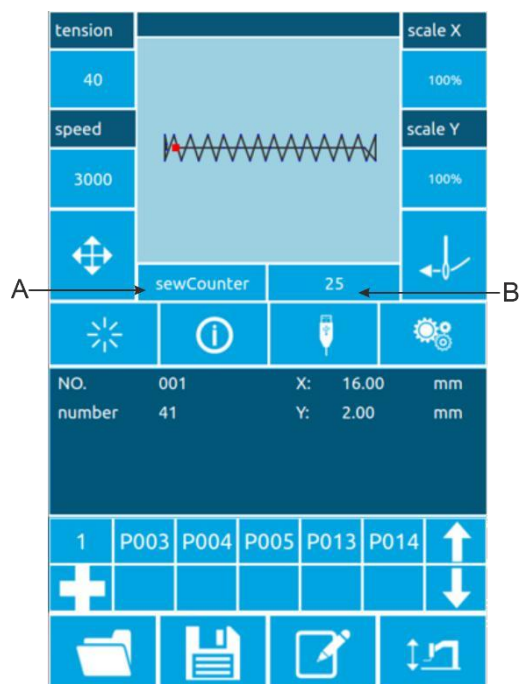 tension
scale X
40
100%
speed
scale Y
3000
100%
A
sewCounter 25
B
NO. 001 X: 16.00 mm
number 41 Y: 2.00 mm
1 P003 P004 P005 P013 P014